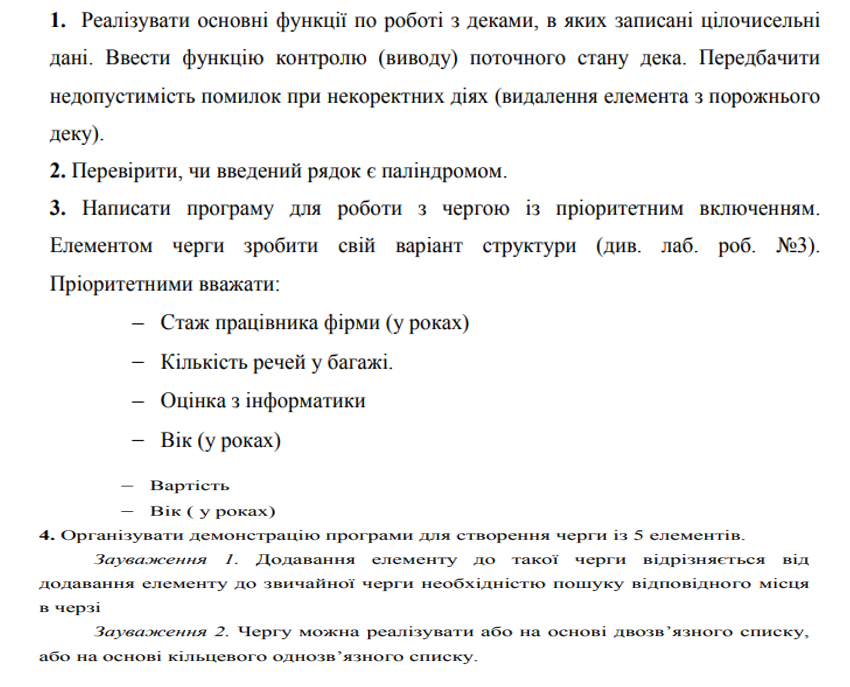 1. Реалізувати основні функції по роботі з деками, в яких записані цілочисельні
дані. Ввести функцію контролю (виводу) поточного стану дека. Передбачити
недопустимість помилок при некоректних діях (видалення елемента з порожнього
деку).
2. Перевірити, чи введений рядок є паліндромом.
3. Написати програму для роботи з чергою із пріоритетним включенням.
Елементом черги зробити свій варіант структури (див. лаб. роб. №3).
Пріоритетними вважати:
– Стаж працівника фірми (у роках)
– Кількість речей у багажі.
– Оцінка з інформатики
– Вік (у роках)
– Вартість
– Вік ( у роках)
4. Організувати демонстрацію програми для створення черги із 5 елементів.
Зауваження 1. Додавання елементу до такої черги відрізняється від
додавання елементу до звичайної черги необхідністю пошуку відповідного місця
в черзі
Зауваження 2. Чергу можна реалізувати або на основі двозв’язного списку,
або на основі кільцевого однозв’язного списку.